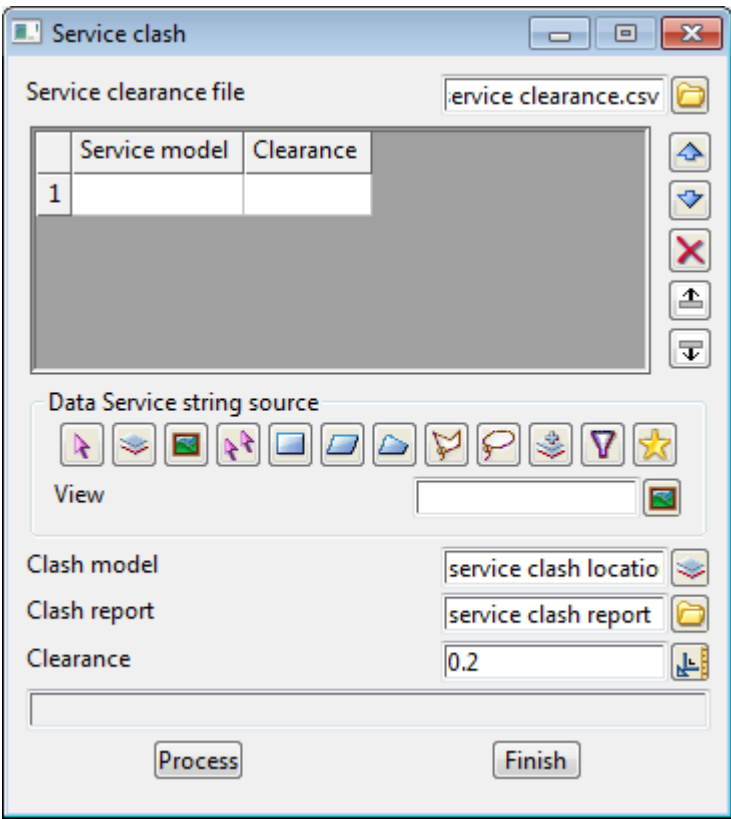 Service clash
Service clearance file
ervice clearance.csv
Service model Clearance
1
Data Service string source
View
Clash model
service clash locatio
Clash report
service clash report
Clearance
0.2
Process Finish